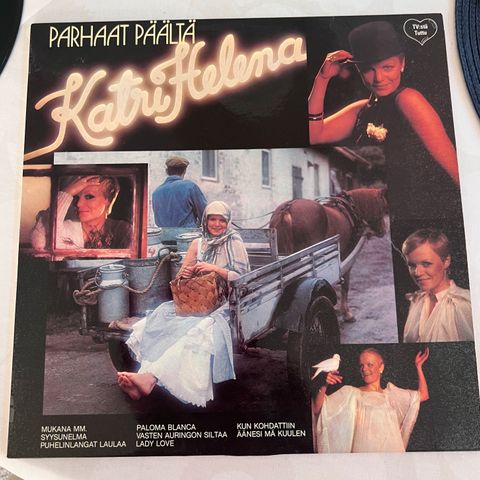 PARHAAT PÄÄLTÄ
Katri Helena
TV:stä
Tuttu
MUKANA MM.
SYYSUNELMA
PUHELINLANGAT LAULAA
PALOMA BLANCA
VASTEN AURINGON SILTAA
LADY LOVE
KUN KOHDATTIIN
ÄÄNESI MÄ KUULEN